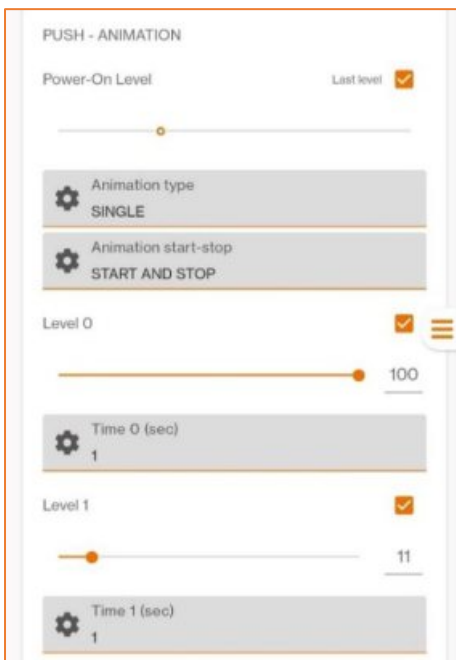 PUSH - ANIMATION
Power-On Level Last level
Animation type
SINGLE
Animation start-stop
START AND STOP
Level 0
100
Time 0 (sec)
1
Level 1
11
Time 1 (sec)
1